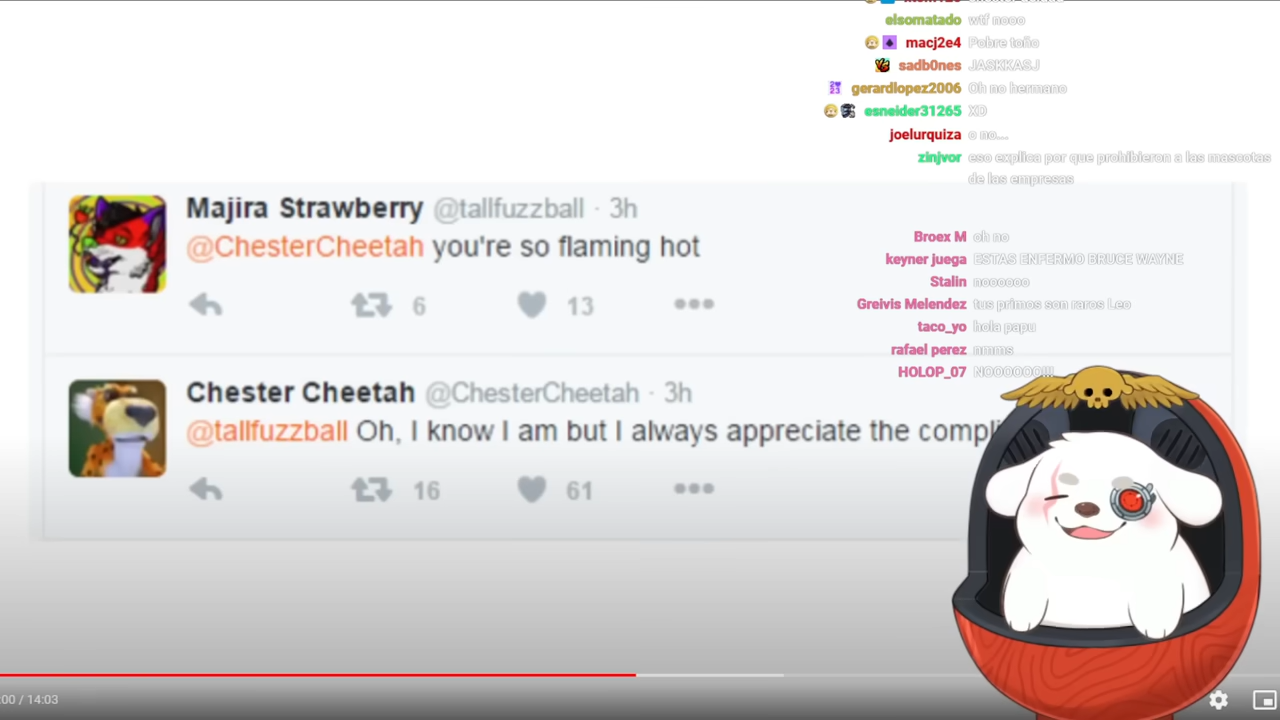 elsomatado wtf nooo
macj2e4 Pobre toño
sadb0nes JASKKASJ
gerardlopez2006 Oh no hermano
esneider31265 XD
joelurquiza o no...
zinjvor eso explica por que prohibieron a las mascotas
de las empresas
Majira Strawberry @tallfuzzball · 3h
@ChesterCheetah you're so flaming hot
6 13
Broex M oh no
keyner juega ESTAS ENFERMO BRUCE WAYNE
Stalin noooooo
Greivis Melendez tus primos son raros Leo
taco_yo hola papu
rafael perez nmms
HOLOP_07 NOOOOOO!!!
Chester Cheetah @ChesterCheetah · 3h
@tallfuzzball Oh, I know I am but I always appreciate the compli
16 61
:00 / 14:03